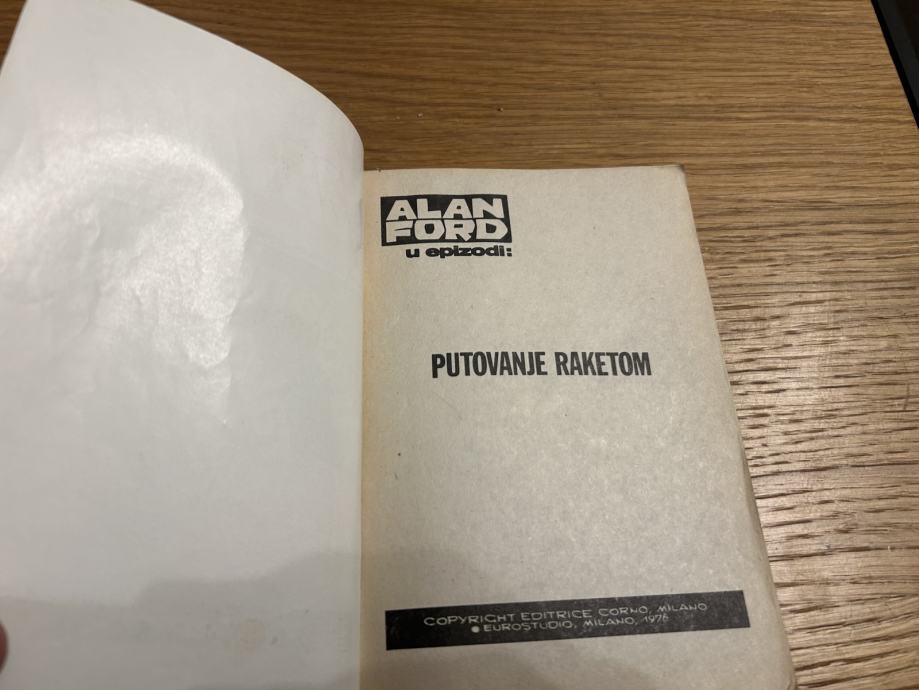 ALAN
FORD
u epizodi:
PUTOVANJE RAKETOM
COPYRIGHT EDITRICE CORNO, MILANO
● EUROSTUDIO, MILANO, 1976